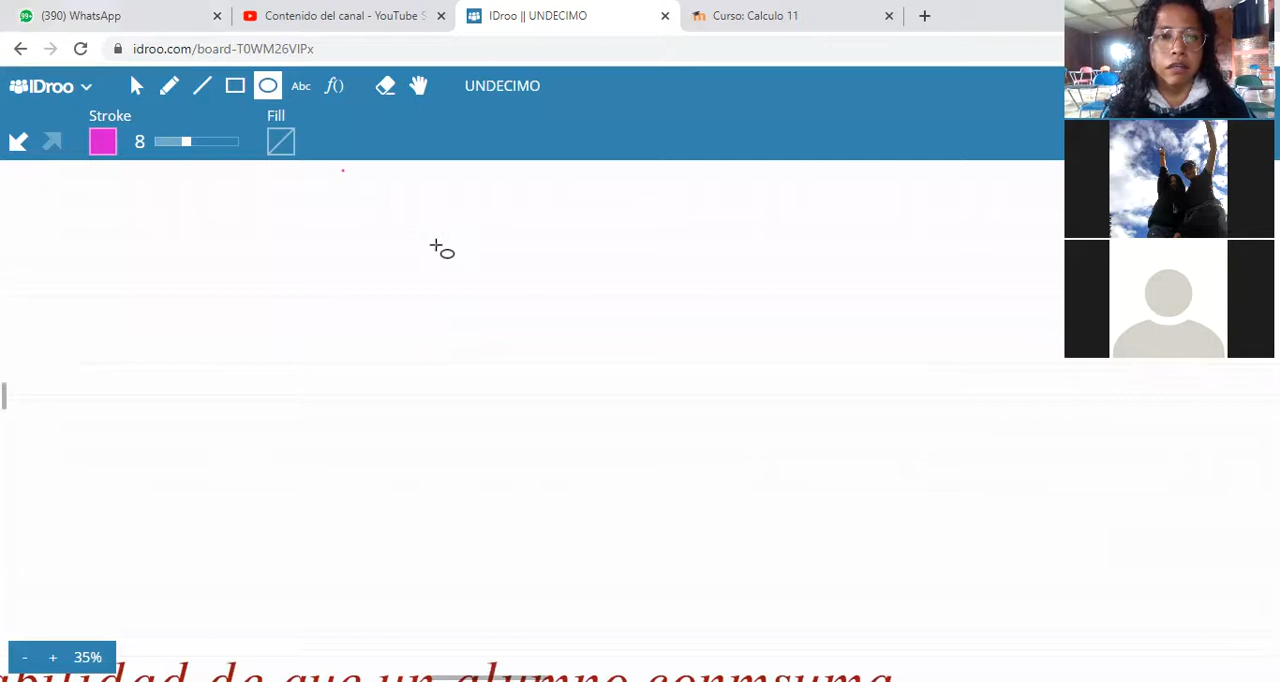 (390) WhatsApp
Contenido del canal - YouTube S
IDroo || UNDECIMO
Curso: Calculo 11
idroo.com/board-T0WM26VIPx
IDroo
Abc
f()
UNDECIMO
Stroke
Fill
8
- + 35%
abilidad de que un alumno conmsuma